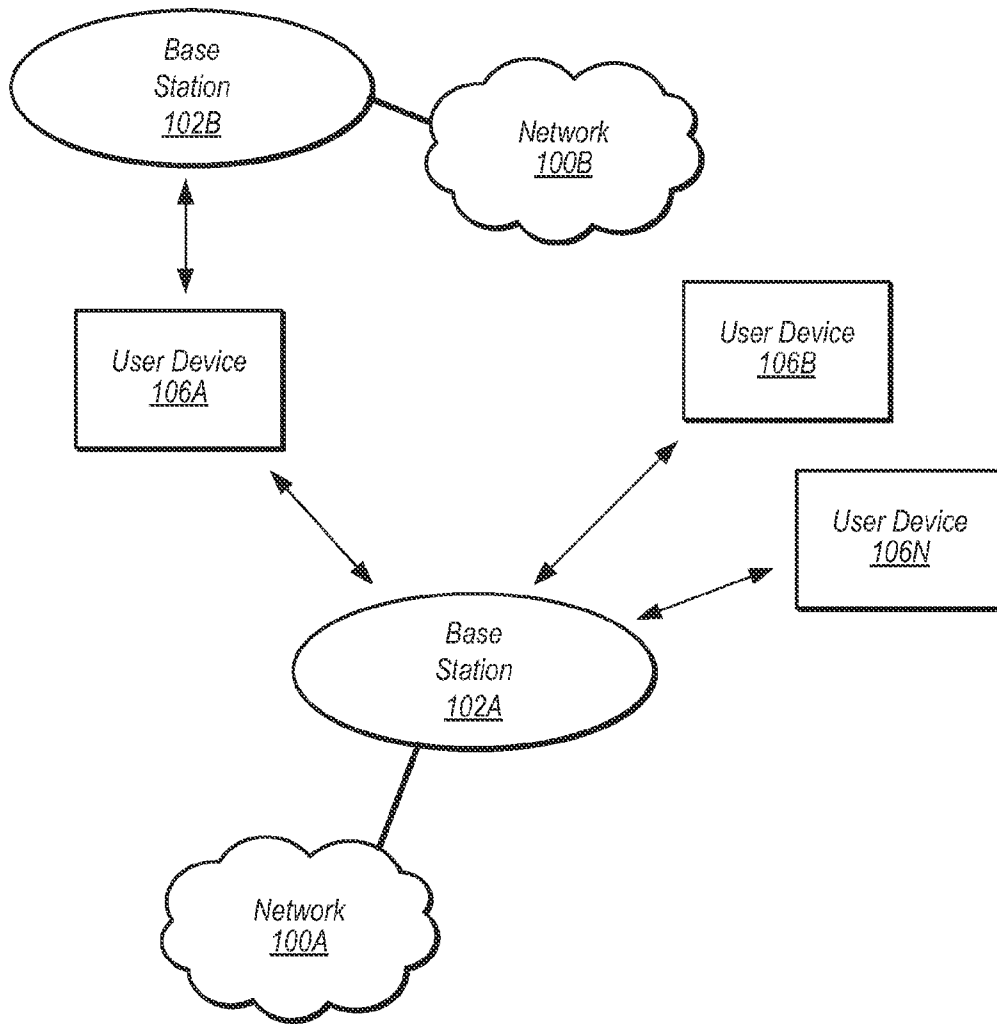 Base
Station
102B
Network
100B
User Device
106A
User Device
106B
User Device
106N
Base
Station
102A
Network
100A